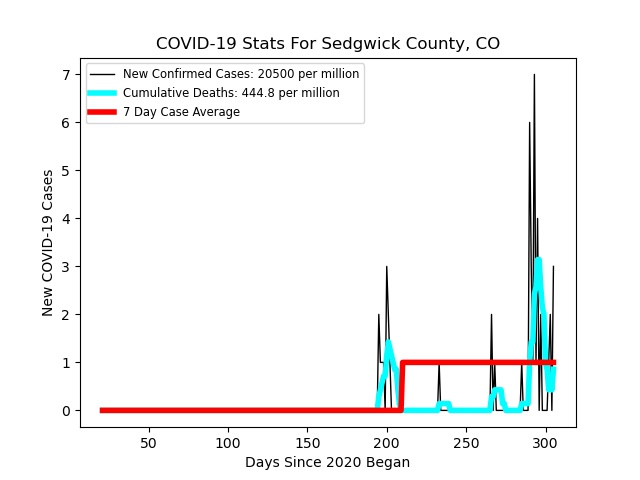 COVID-19 Stats For Sedgwick County, CO
New Confirmed Cases: 20500 per million
Cumulative Deaths: 444.8 per million
7 Day Case Average
New COVID-19 Cases
7
6
5
4
3
2
1
0
50 100 150 200 250 300
Days Since 2020 Began